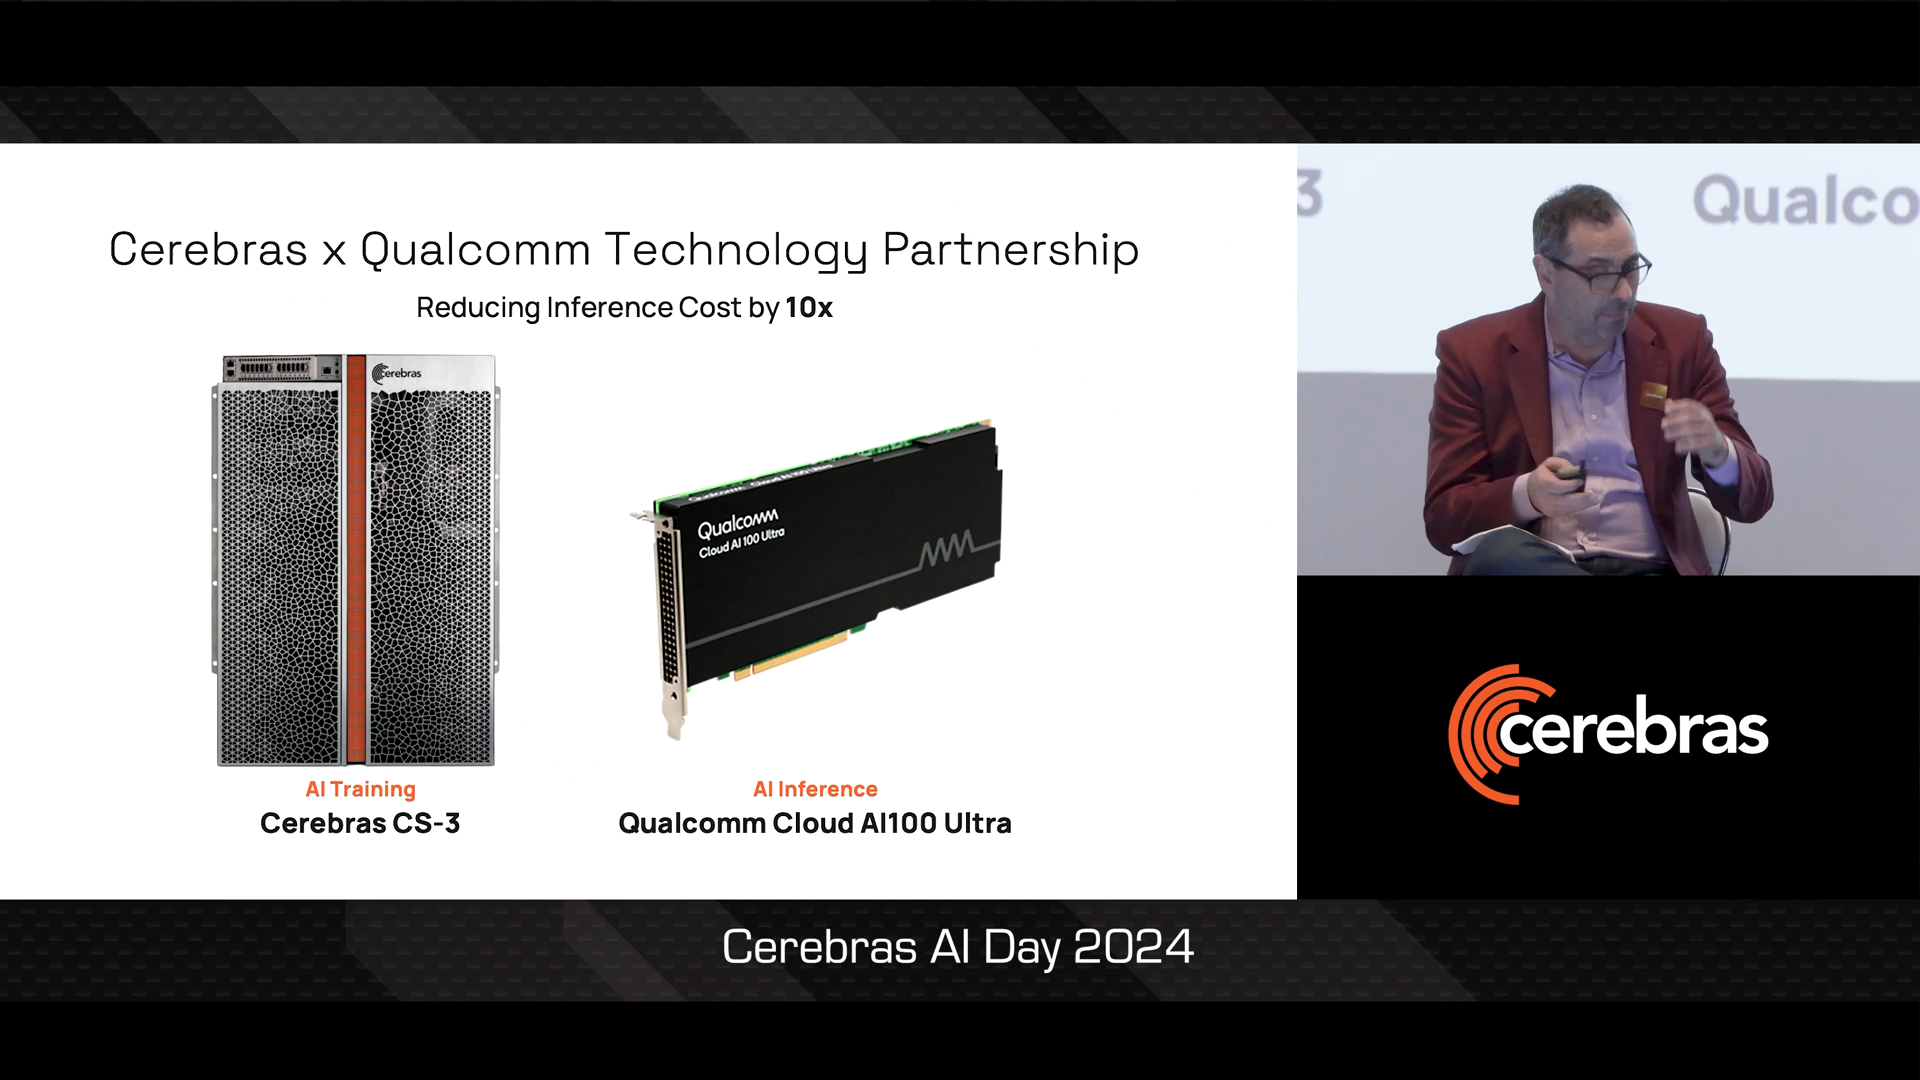 Cerebras x Qualcomm Technology Partnership
Reducing Inference Cost by 10x
cerebras
Qualcomm
Cloud AI 100 Ultra
AI Training
Cerebras CS-3
AI Inference
Qualcomm Cloud AI100 Ultra
3
Qualco
cerebras
Cerebras AI Day 2024